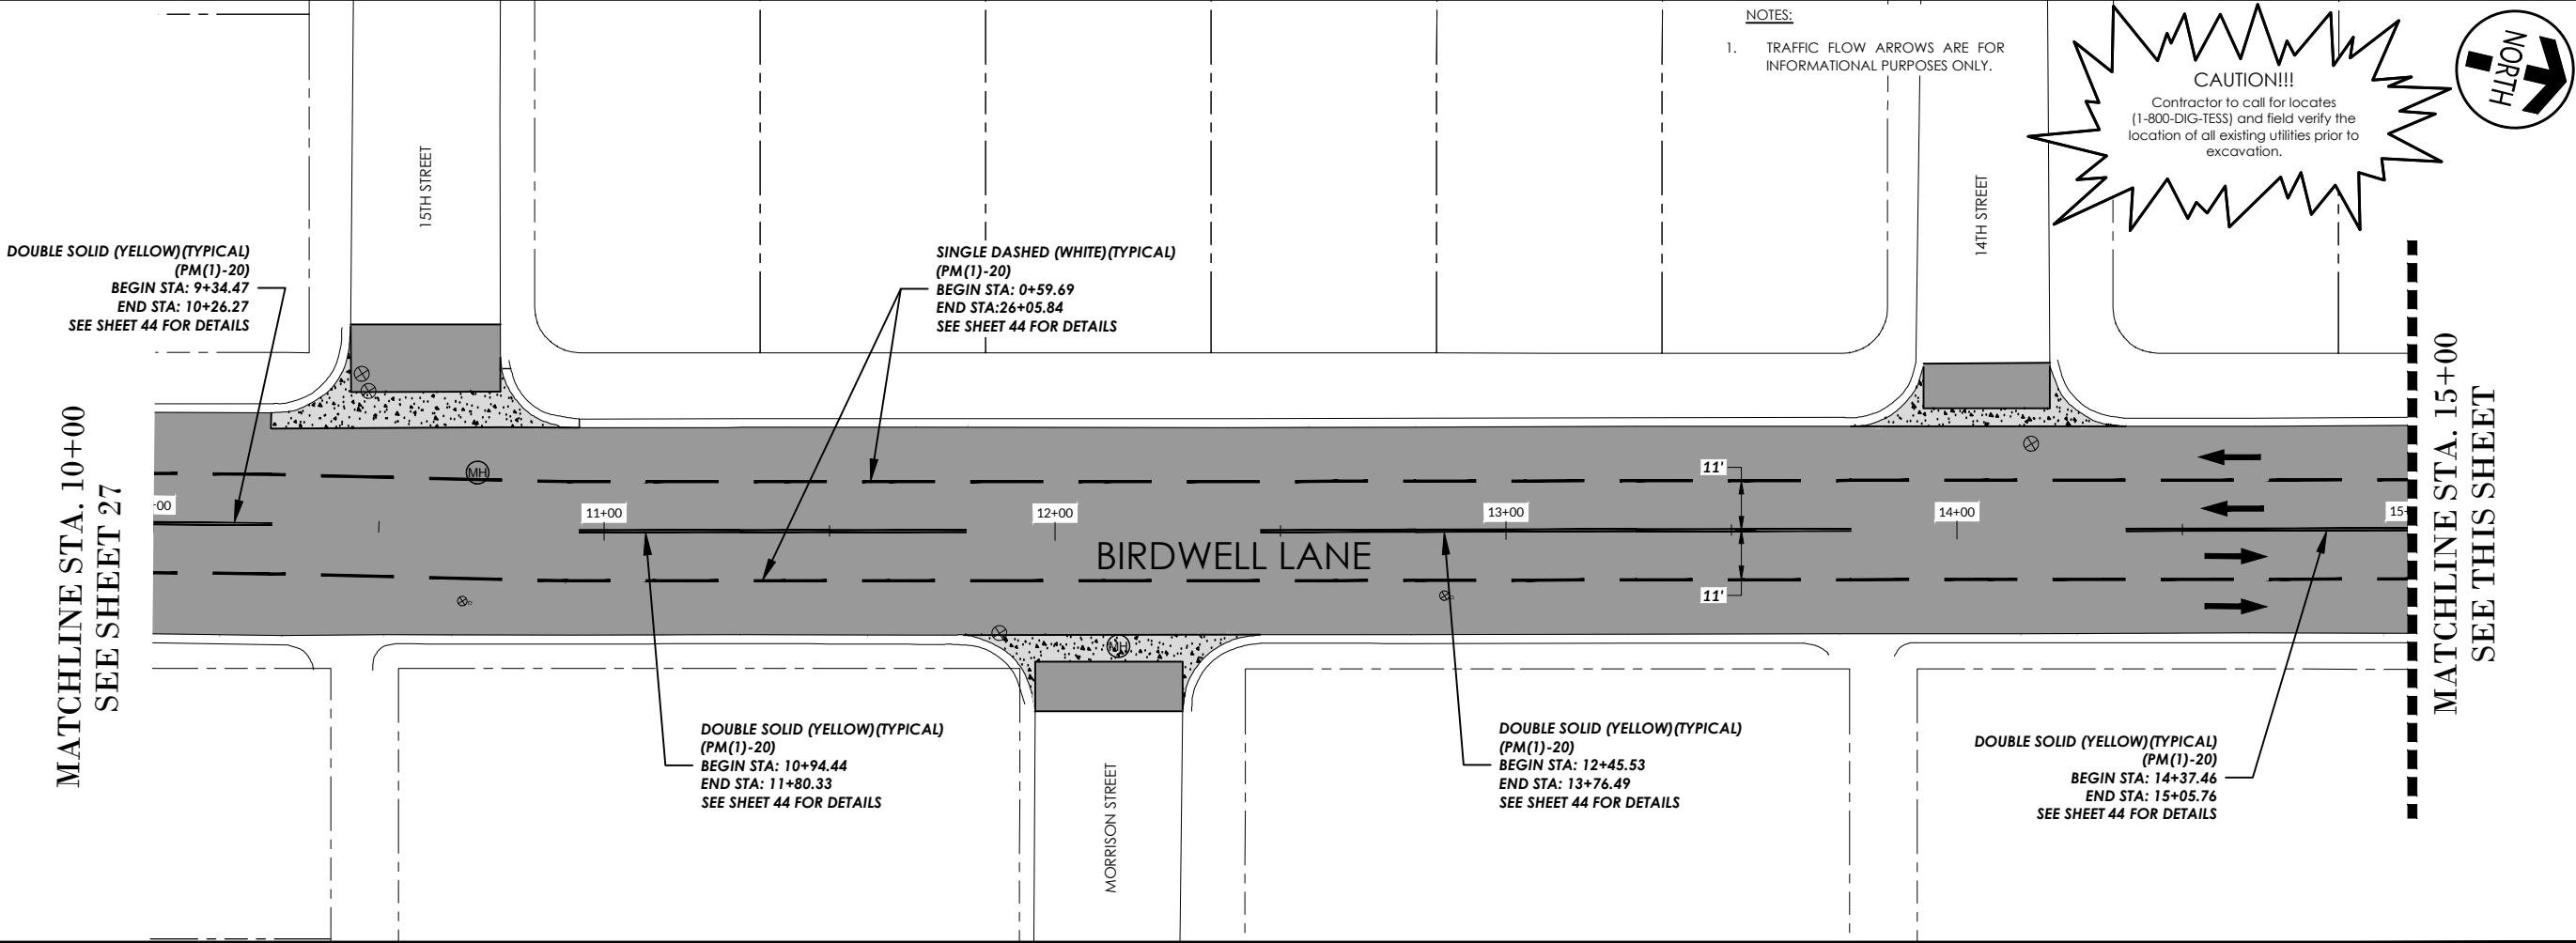 NOTES:
1. TRAFFIC FLOW ARROWS ARE FOR
INFORMATIONAL PURPOSES ONLY.
CAUTION!!!
Contractor to call for locates
(1-800-DIG-TESS) and field verify the
location of all existing utilities prior to
excavation.
NORTH
15TH STREET
14TH STREET
DOUBLE SOLID (YELLOW)(TYPICAL)
(PM(1)-20)
BEGIN STA: 9+34.47
END STA: 10+26.27
SEE SHEET 44 FOR DETAILS
SINGLE DASHED (WHITE)(TYPICAL)
(PM(1)-20)
BEGIN STA: 0+59.69
END STA:26+05.84
SEE SHEET 44 FOR DETAILS
MATCHLINE STA. 10+00
SEE SHEET 27
MATCHLINE STA. 15+00
SEE THIS SHEET
MH
11'
+00
11+00
12+00
13+00
14+00
15+
BIRDWELL LANE
11'
MH
DOUBLE SOLID (YELLOW)(TYPICAL)
(PM(1)-20)
BEGIN STA: 10+94.44
END STA: 11+80.33
SEE SHEET 44 FOR DETAILS
MORRISON STREET
DOUBLE SOLID (YELLOW)(TYPICAL)
(PM(1)-20)
BEGIN STA: 12+45.53
END STA: 13+76.49
SEE SHEET 44 FOR DETAILS
DOUBLE SOLID (YELLOW)(TYPICAL)
(PM(1)-20)
BEGIN STA: 14+37.46
END STA: 15+05.76
SEE SHEET 44 FOR DETAILS